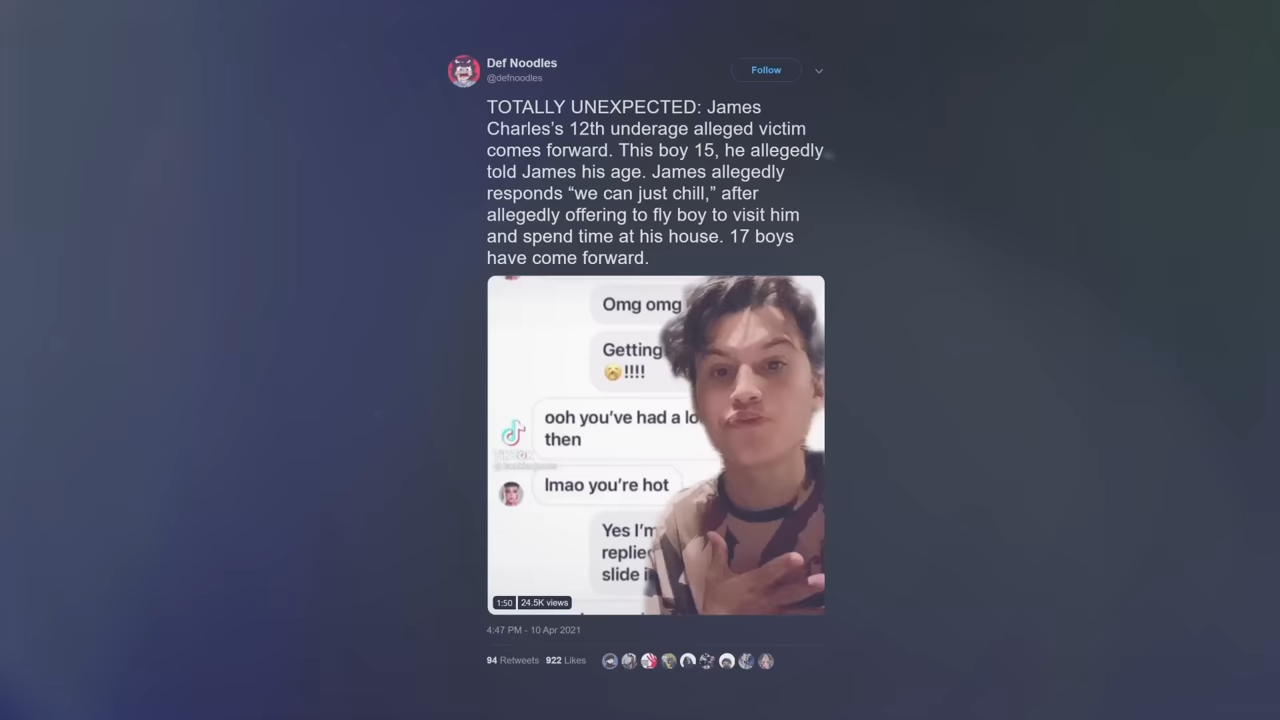 Def Noodles
@defnoodles
Follow
TOTALLY UNEXPECTED: James
Charles’s 12th underage alleged victim
comes forward. This boy 15, he allegedly
told James his age. James allegedly
responds “we can just chill,” after
allegedly offering to fly boy to visit him
and spend time at his house. 17 boys
have come forward.
Omg omg
Getting
!!!!
ooh you’ve had a lo
then
TikTok
lmao you’re hot
Yes I’m
replied
slide i
1:50
24.5K views
4:47 PM - 10 Apr 2021
94 Retweets 922 Likes